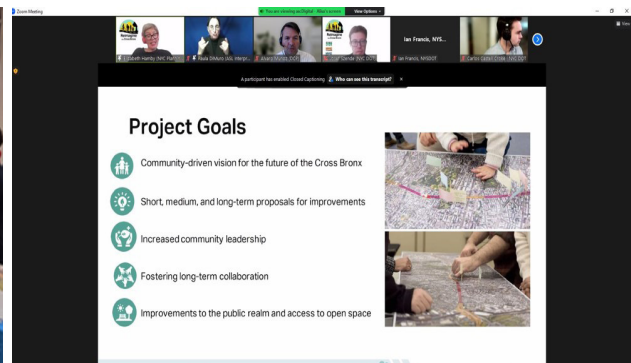 Zoom Meeting
View Options
View
Ian Francis, NYS...
Ian Francis, NYSDOT
A participant has enabled Closed Captioning Who can see this transcript?
Project Goals
Community-driven vision for the future of the Cross Bronx
Short, medium, and long-term proposals for improvements
Increased community leadership
Fostering long-term collaboration
Improvements to the public realm and access to open space